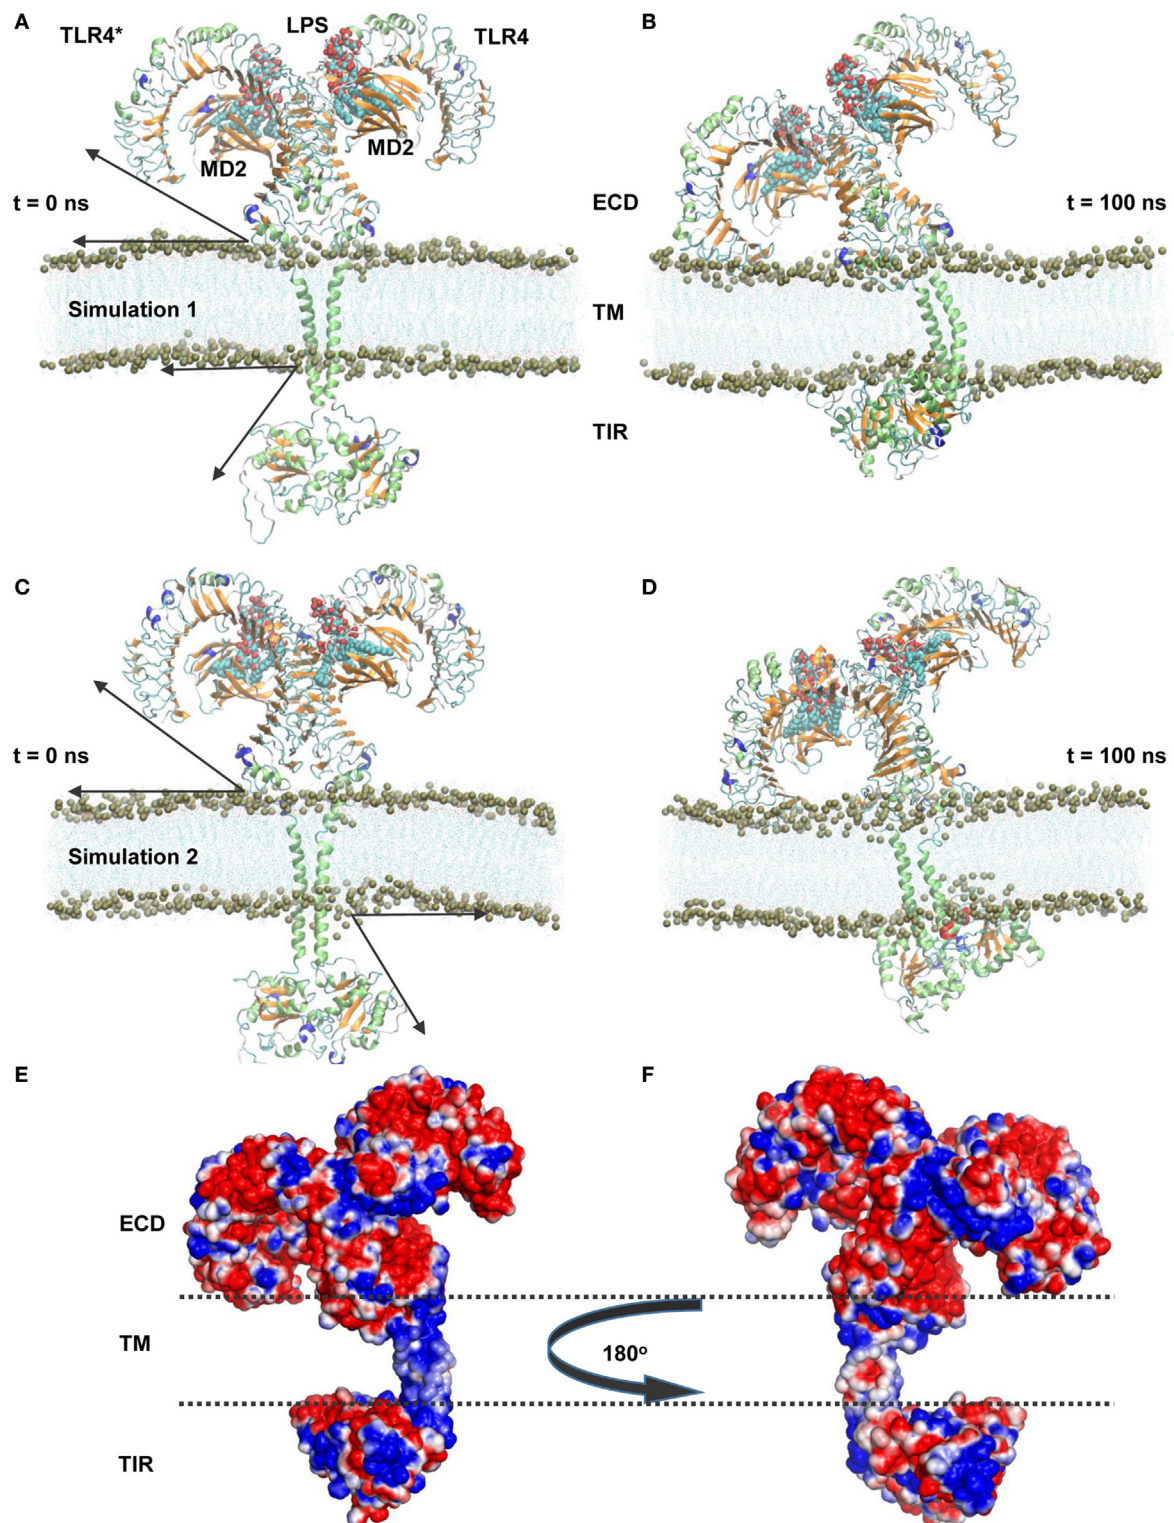 A
TLR4*
LPS
TLR4
MD2
MD2
t = 0 ns
Simulation 1
B
ECD
t = 100 ns
TM
TIR
C
t = 0 ns
Simulation 2
D
t = 100 ns
E
F
ECD
TM
180º
TIR